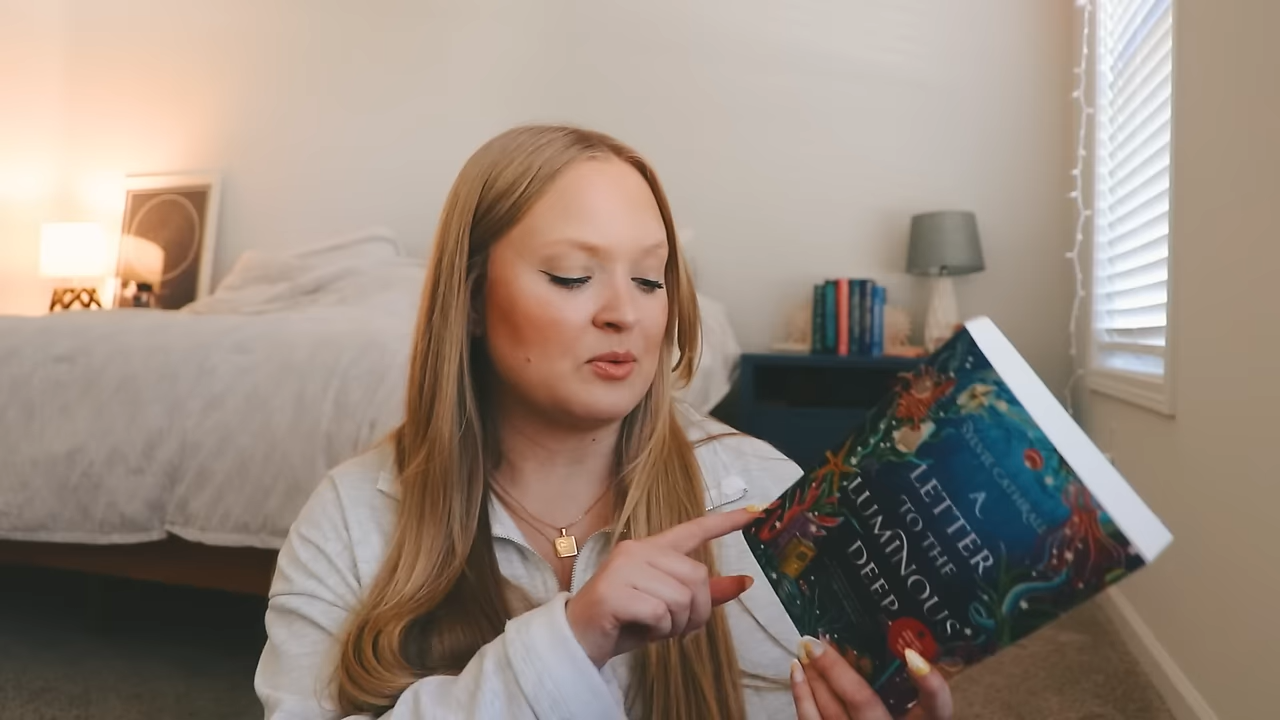 SYLVIE CATHRALL
A
LETTER
TO THE
LUMINOUS
DEEP